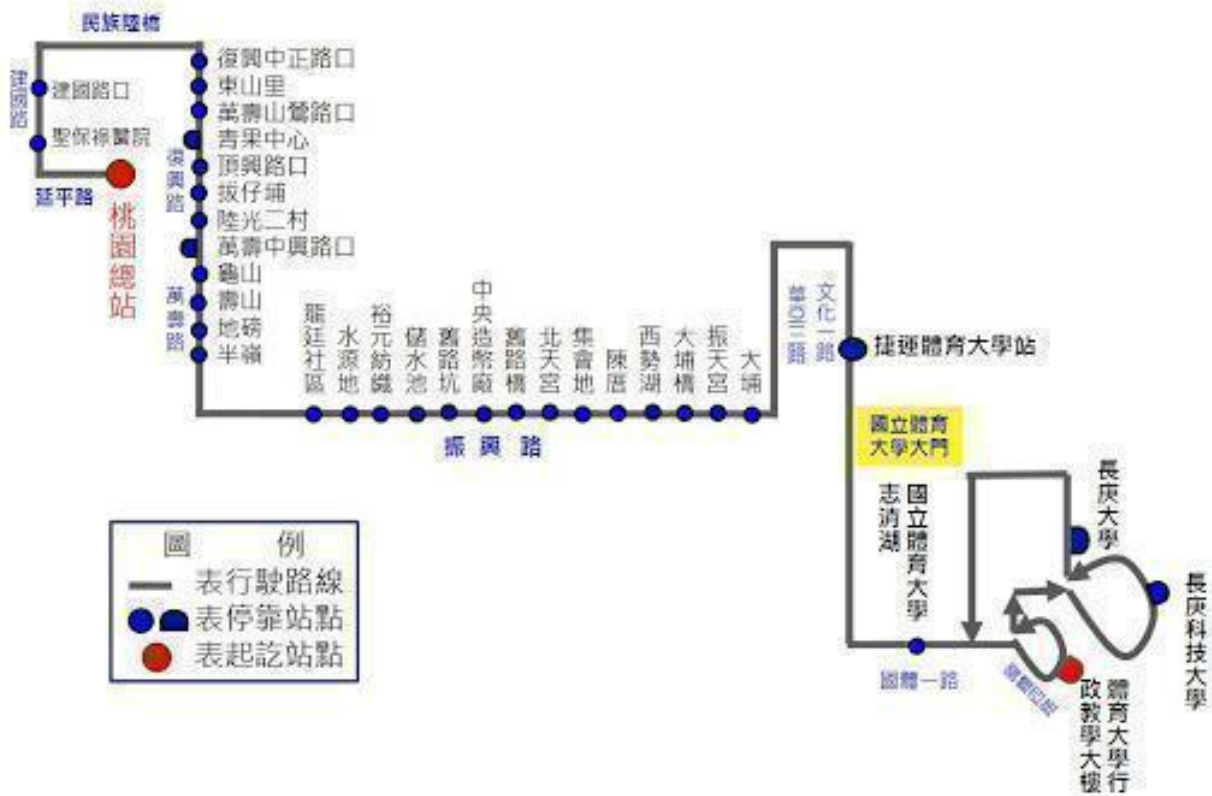 民族陸橋
建國路
建國路口
聖保祿醫院
延平路
桃園總站
復興中正路口
東山里
萬壽山鶯路口
青果中心
頂興路口
拔仔埔
陸光二村
萬壽中興路口
龜山
壽山
地磅
半嶺
復興路
萬壽路
龍廷社區
水源地
裕元紡織
儲水池
舊路坑
中央造幣廠
舊路橋
北天宮
集會地
陳厝
西勢湖
大埔橋
振天宮
大埔
振興路
文化一路
華亞三路
捷運體育大學站
國立體育
大學大門
國立體育大學
志清湖
國體一路
長庚大學
長庚科技大學
體育大學行
政教學大樓
圖 例
表行駛路線
表停靠站點
表起訖站點